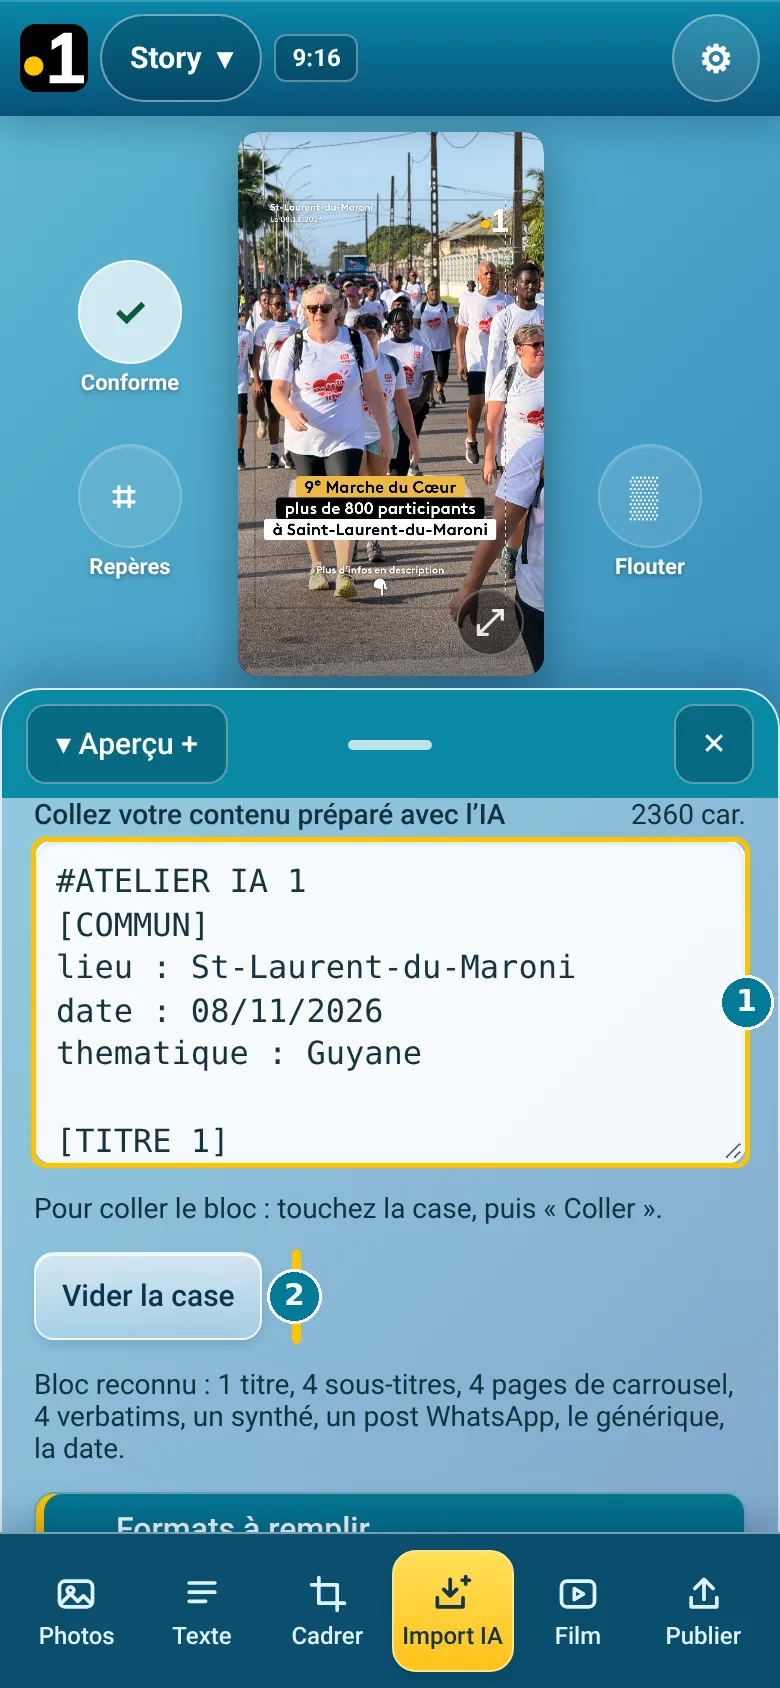 1
Story ▼
9:16
St-Laurent-du-Maroni
Le 08.11.2026
1
Conforme
Repères
Flouter
9e Marche du Cœur
plus de 800 participants
à Saint-Laurent-du-Maroni
Plus d'infos en description
▾ Aperçu +
✕
Collez votre contenu préparé avec l’IA
2360 car.
#ATELIER IA 1
[COMMUN]
lieu : St-Laurent-du-Maroni
date : 08/11/2026
thematique : Guyane
[TITRE 1]
1
Pour coller le bloc : touchez la case, puis « Coller ».
Vider la case
2
Bloc reconnu : 1 titre, 4 sous-titres, 4 pages de carrousel,
4 verbatims, un synthé, un post WhatsApp, le générique,
la date.
Formats à remplir
Photos
Texte
Cadrer
Import IA
Film
Publier